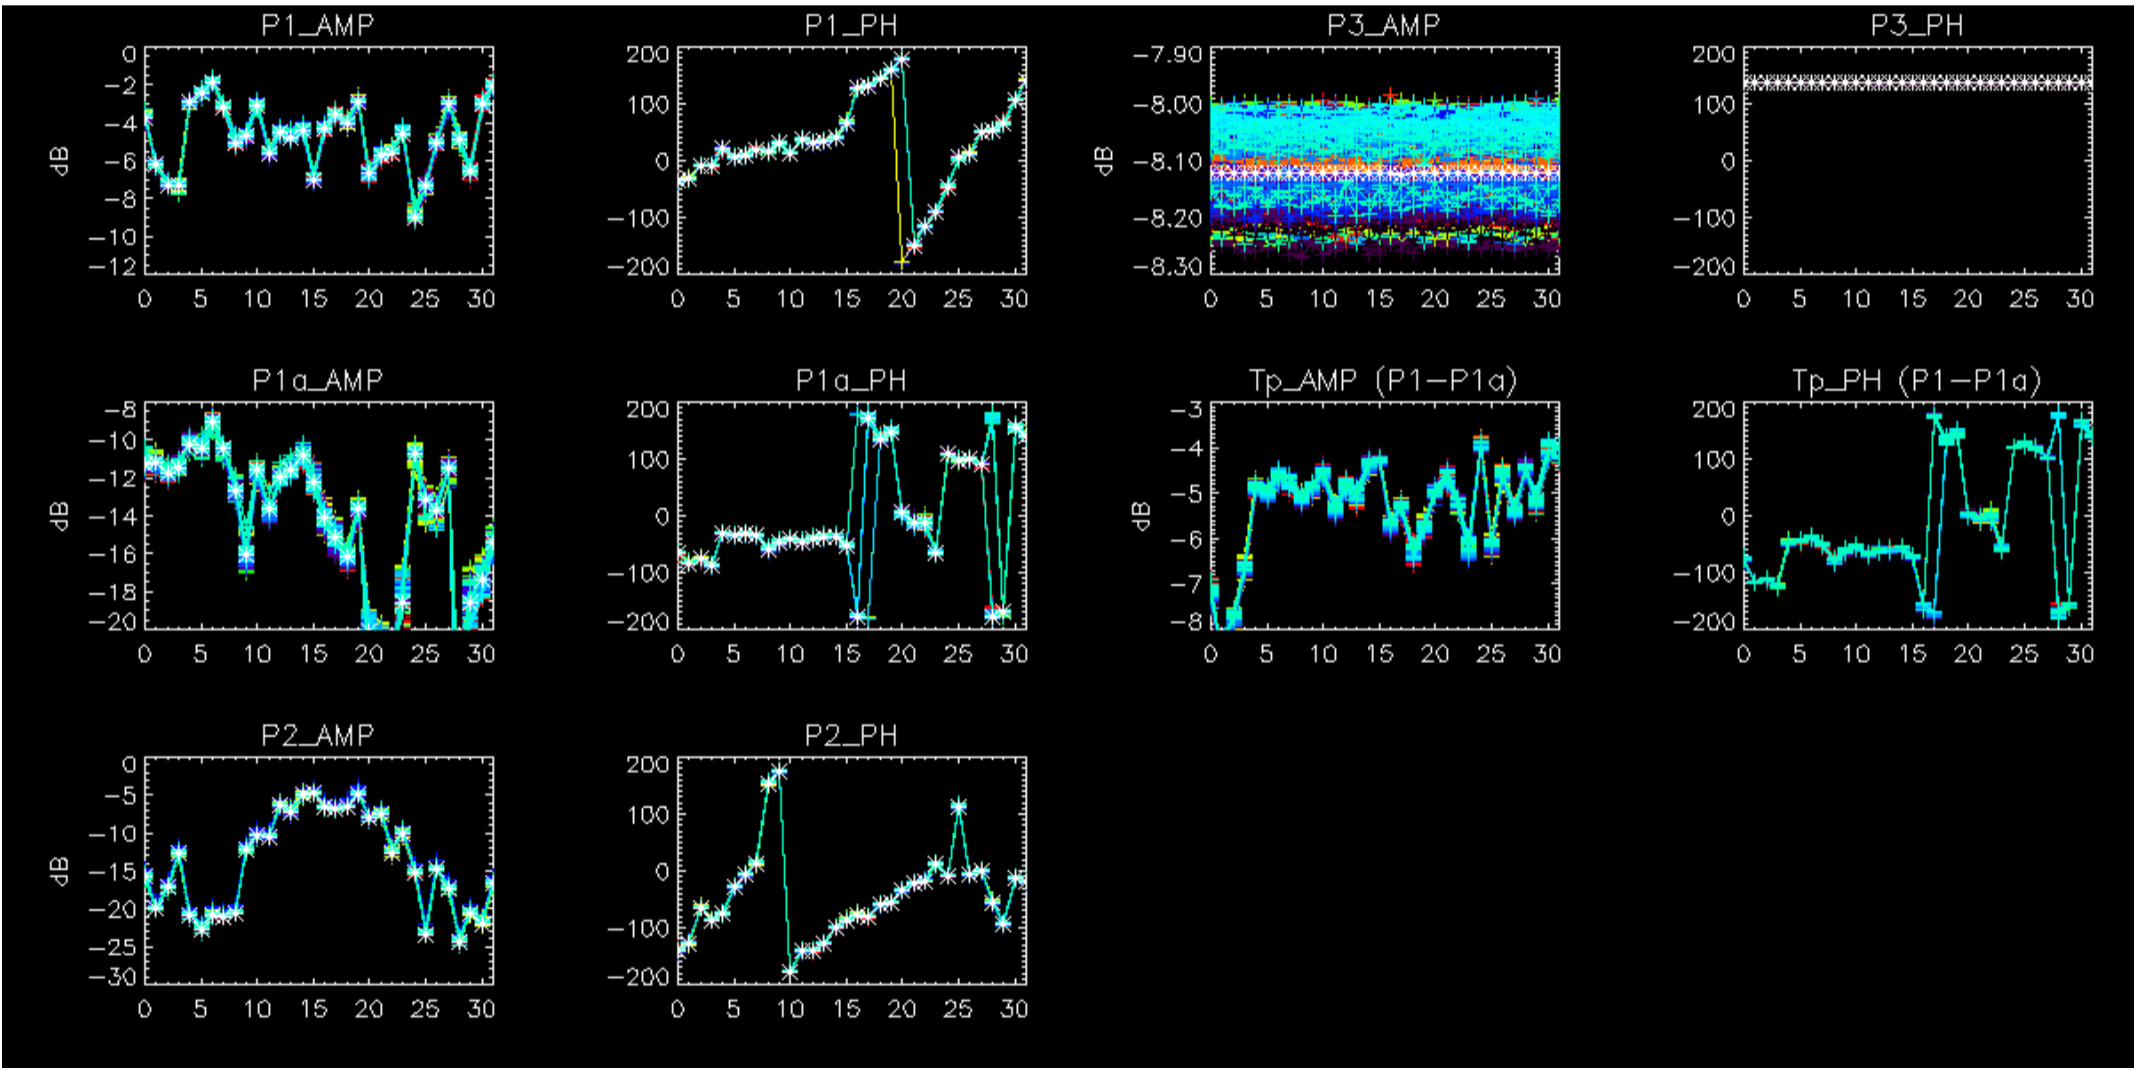 P1_AMP
P1_PH
P3_AMP
P3_PH
0
-2
-4
-6
-8
-10
-12
dB
0 5 10 15 20 25 30
200
100
0
-100
-200
0 5 10 15 20 25 30
-7.90
-8.00
-8.10
-8.20
-8.30
dB
0 5 10 15 20 25 30
200
100
0
-100
-200
0 5 10 15 20 25 30
P1a_AMP
P1a_PH
Tp_AMP (P1-P1a)
Tp_PH (P1-P1a)
-8
-10
-12
-14
-16
-18
-20
dB
0 5 10 15 20 25 30
200
100
0
-100
-200
0 5 10 15 20 25 30
-3
-4
-5
-6
-7
-8
dB
0 5 10 15 20 25 30
200
100
0
-100
-200
0 5 10 15 20 25 30
P2_AMP
P2_PH
0
-5
-10
-15
-20
-25
-30
dB
0 5 10 15 20 25 30
200
100
0
-100
-200
0 5 10 15 20 25 30